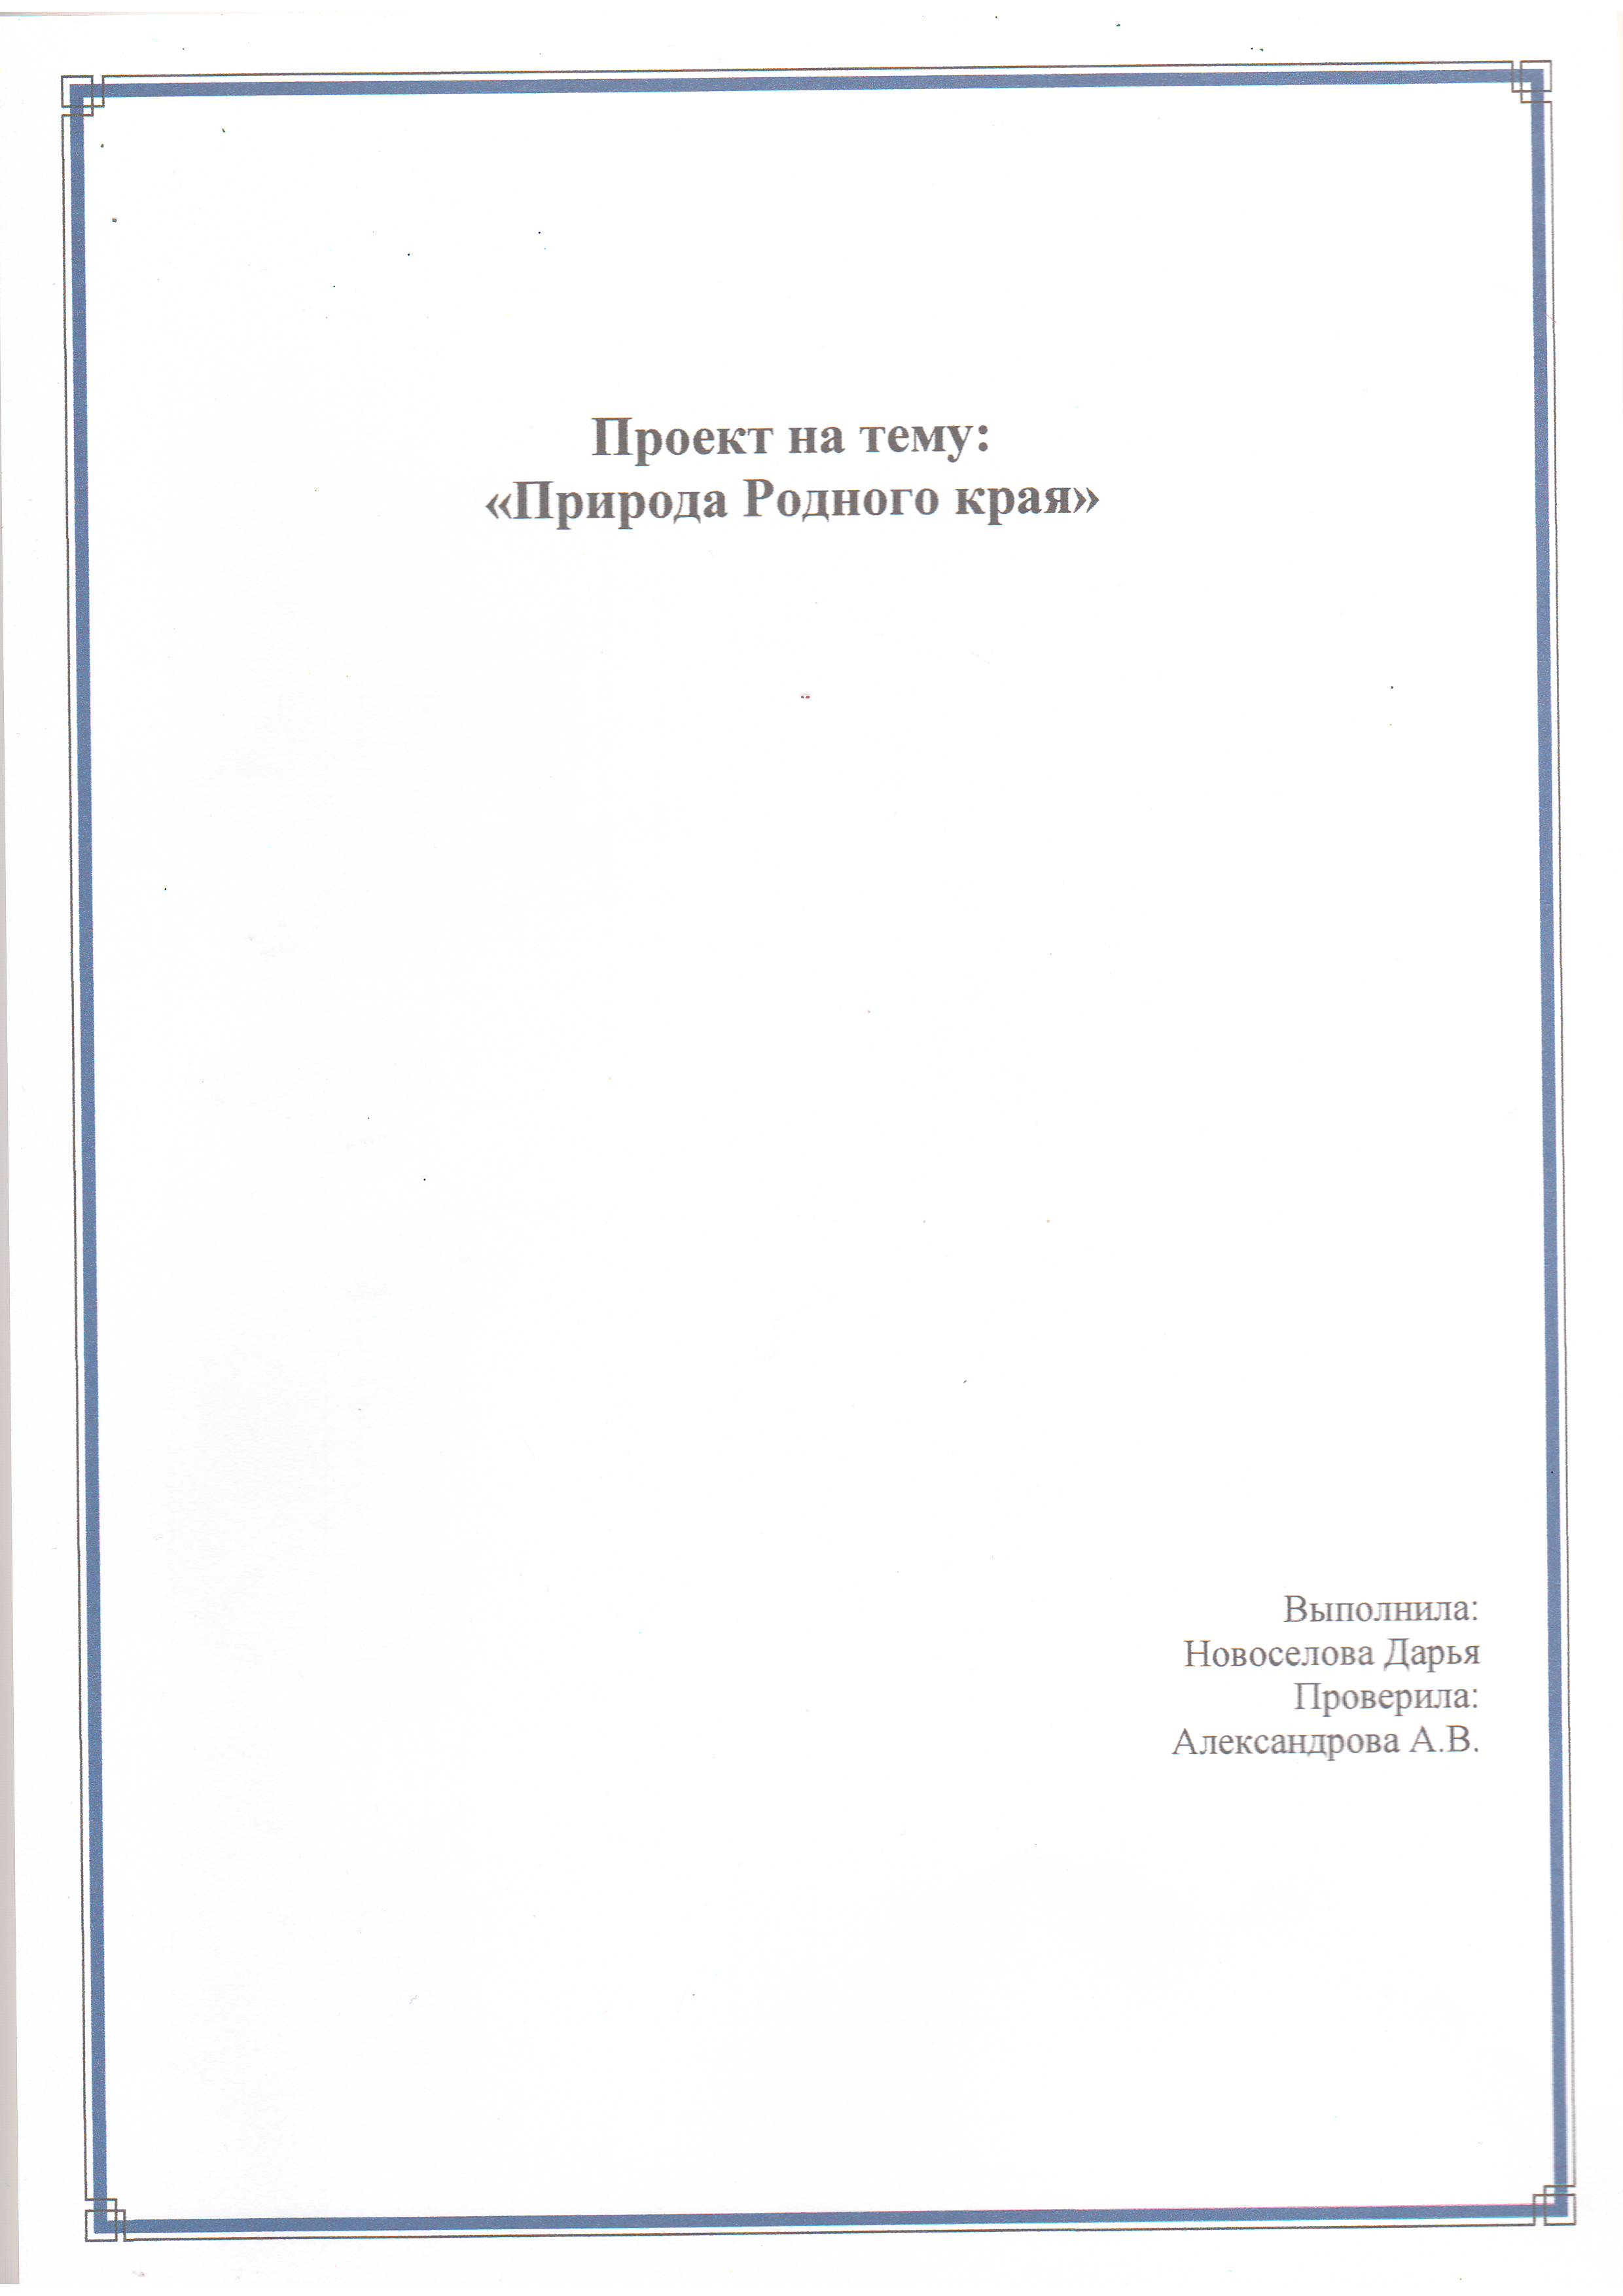 Проект на тему:
«Природа Родного края»
Выполнила:
Новоселова Дарья
Проверила:
Александрова А.В.